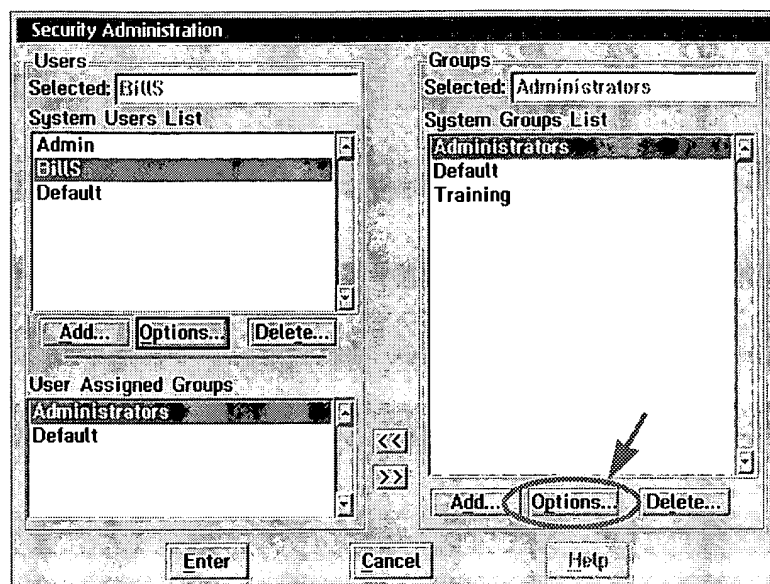 Security Administration
Users
Selected: BillS
System Users List
Admin
BillS
Default
Add... Options... Delete...
User Assigned Groups
Administrators
Default
<<
>>
Groups
Selected: Administrators
System Groups List
Administrators
Default
Training
Add... Options... Delete...
Enter Cancel Help